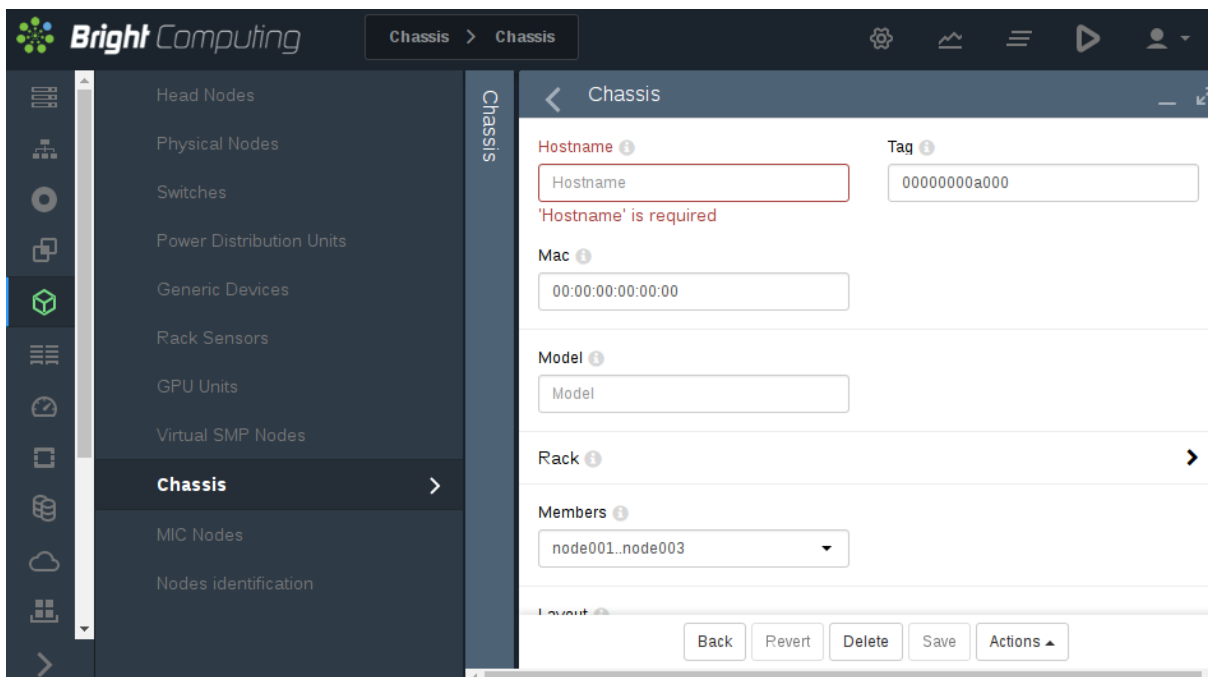 Bright Computing
Chassis > Chassis
Head Nodes
Physical Nodes
Switches
Power Distribution Units
Generic Devices
Rack Sensors
GPU Units
Virtual SMP Nodes
Chassis
MIC Nodes
Nodes identification
Chassis
Chassis
Hostname
Tag
Hostname
00000000a000
'Hostname' is required
Mac
00:00:00:00:00:00
Model
Model
Rack
Members
node001..node003
Layout
Back Revert Delete Save Actions